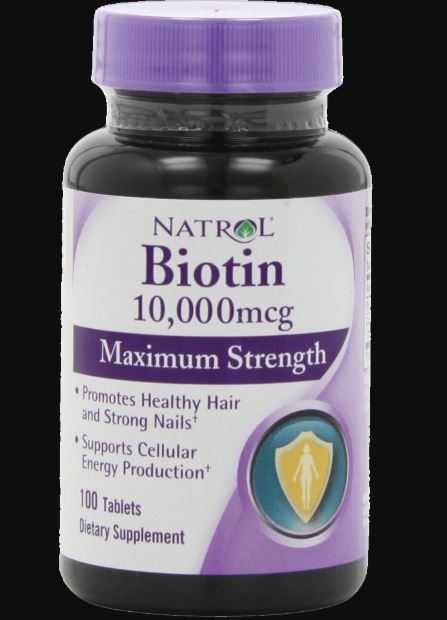 NATROL
Biotin
10,000mcg
Maximum Strength
• Promotes Healthy Hair
and Strong Nails†
• Supports Cellular
Energy Production†
100 Tablets
Dietary Supplement